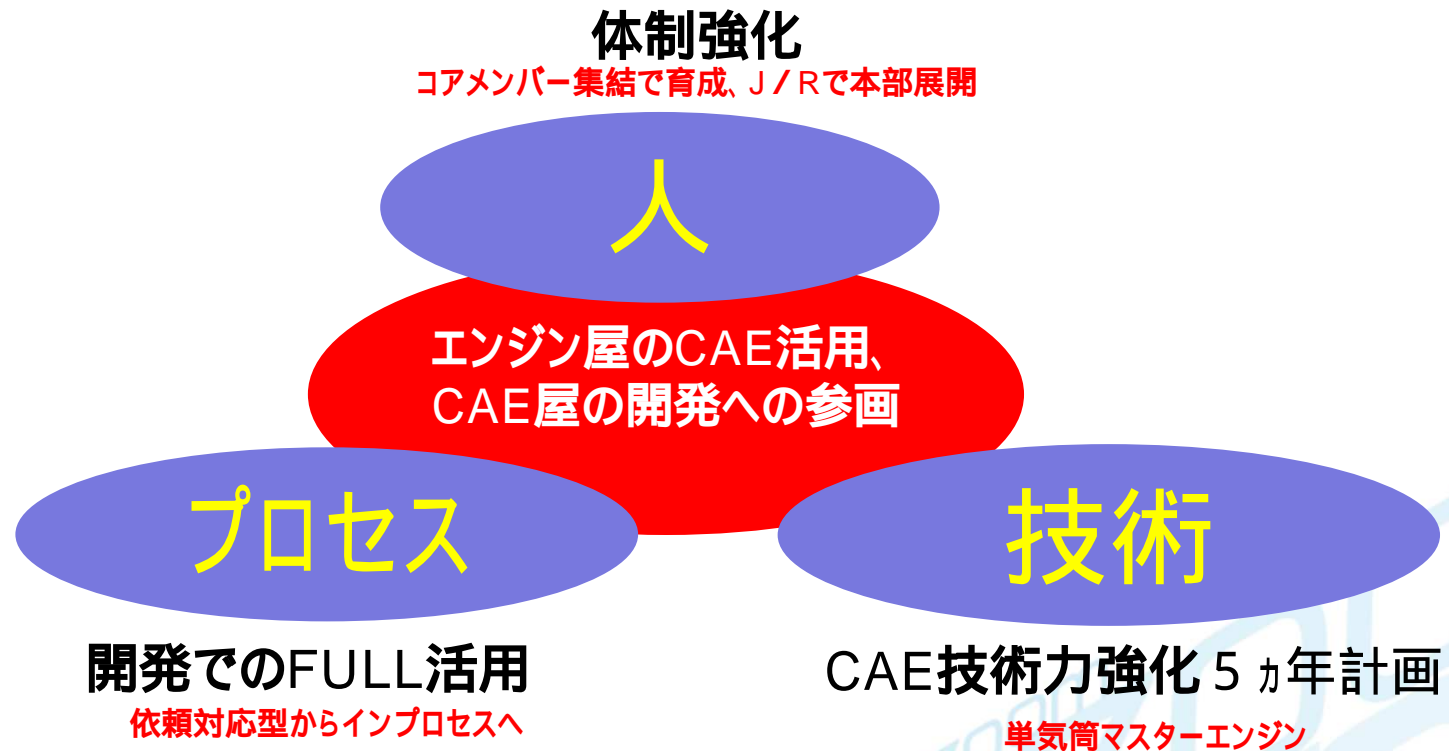 体制強化
コアメンバー集結で育成、J／Rで本部展開
人
エンジン屋のCAE活用、
CAE屋の開発への参画
プロセス
技術
開発でのFULL活用
依頼対応型からインプロセスへ
CAE技術力強化５ヵ年計画
単気筒マスターエンジン